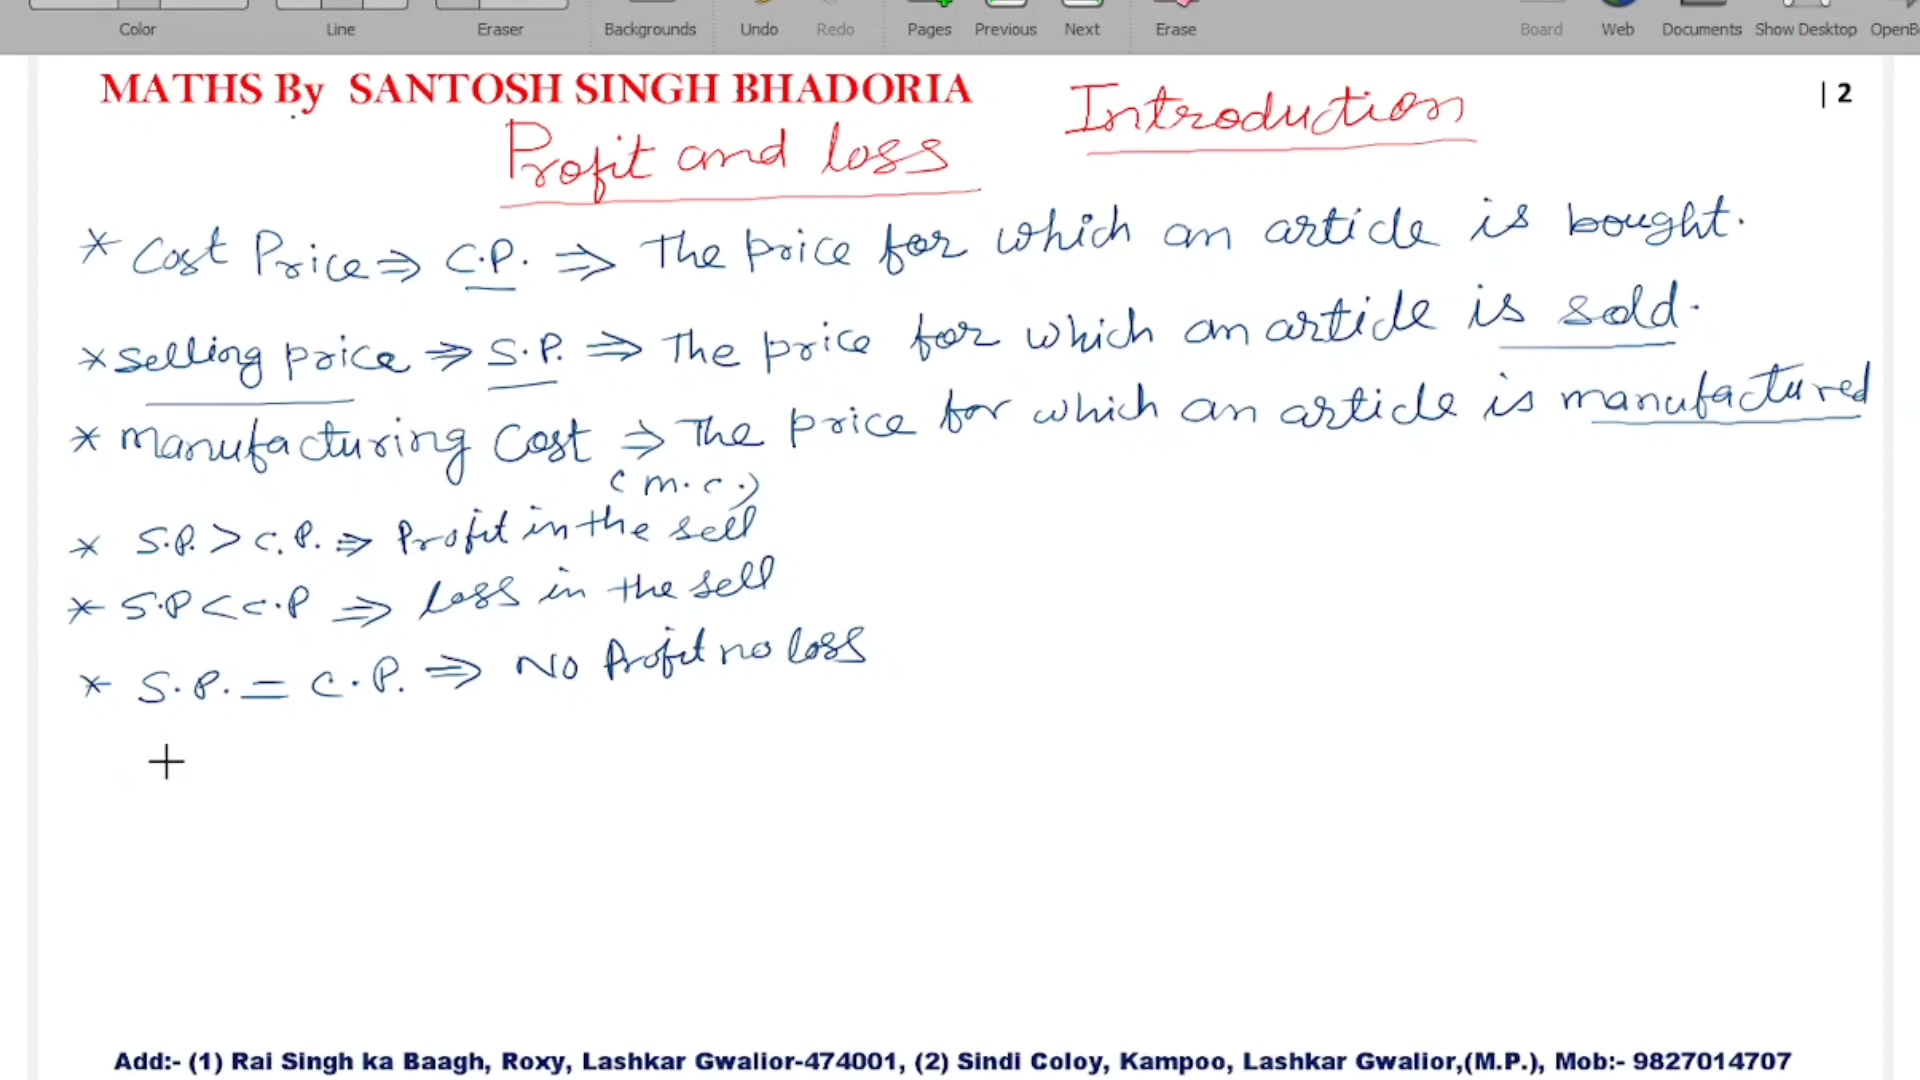 Color Line Eraser Backgrounds Undo Redo Pages Previous Next Erase Board Web Documents Show Desktop OpenB
MATHS By SANTOSH SINGH BHADORIA Introduction | 2
Profit and loss
* Cost Price ⇒ C.P. ⇒ The price for which an article is bought.
* Selling price ⇒ S.P. ⇒ The price for which an article is sold.
* manufacturing Cost ⇒ The price for which an article is manufactured
(m.c.)
* S.P. > C.P. ⇒ Profit in the sell
* S.P < C.P ⇒ loss in the sell
* S.P. = C.P. ⇒ No Profit no loss
Add:- (1) Rai Singh ka Baagh, Roxy, Lashkar Gwalior-474001, (2) Sindi Coloy, Kampoo, Lashkar Gwalior,(M.P.), Mob:- 9827014707